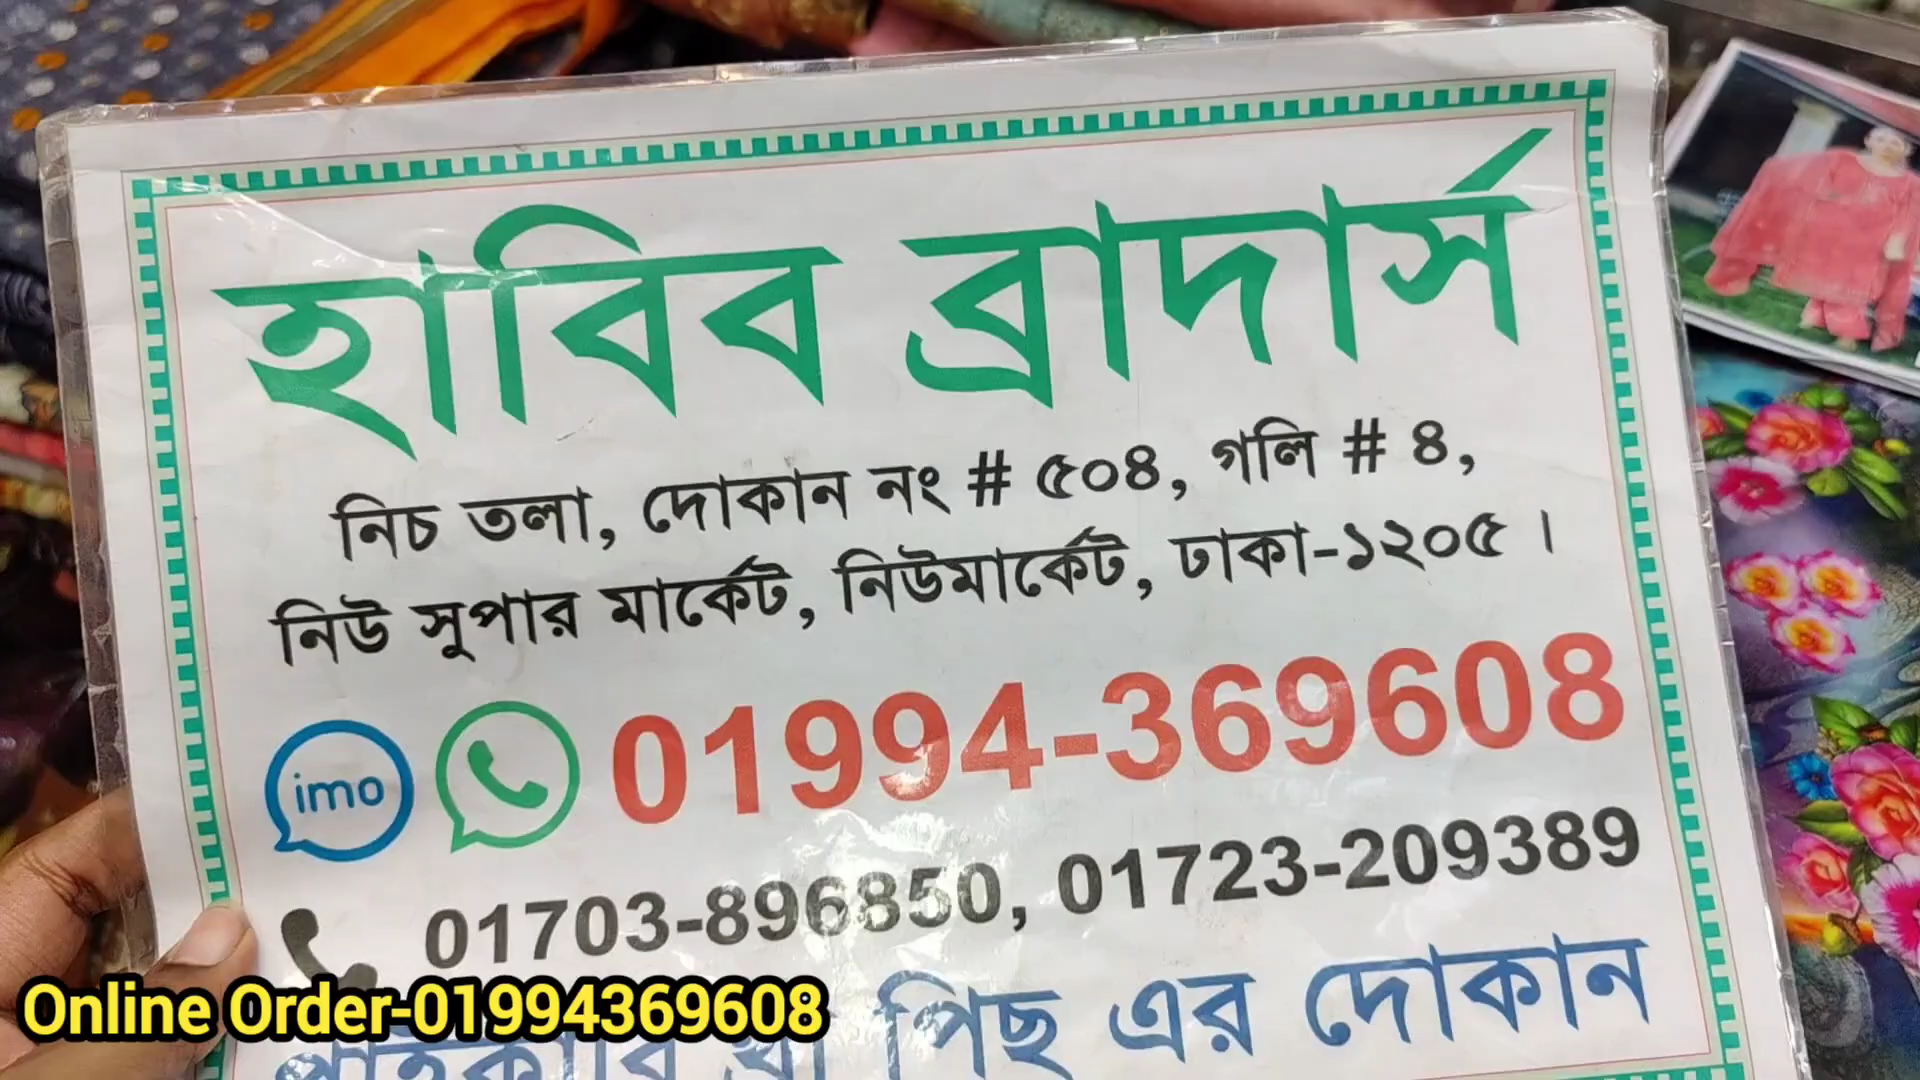 হাবিব ব্রাদার্স
নিচ তলা, দোকান নং # ৫০৪, গলি # ৪,
নিউ সুপার মার্কেট, নিউমার্কেট, ঢাকা-১২০৫ ।
imo 01994-369608
01703-896850, 01723-209389
পিছ এর দোকান
Online Order-01994369608